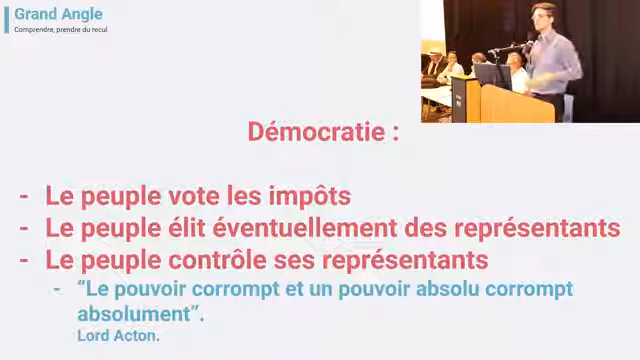 Grand Angle
Comprendre, prendre du recul
Démocratie :
- Le peuple vote les impôts
- Le peuple élit éventuellement des représentants
- Le peuple contrôle ses représentants
- “Le pouvoir corrompt et un pouvoir absolu corrompt
absolument”.
Lord Acton.